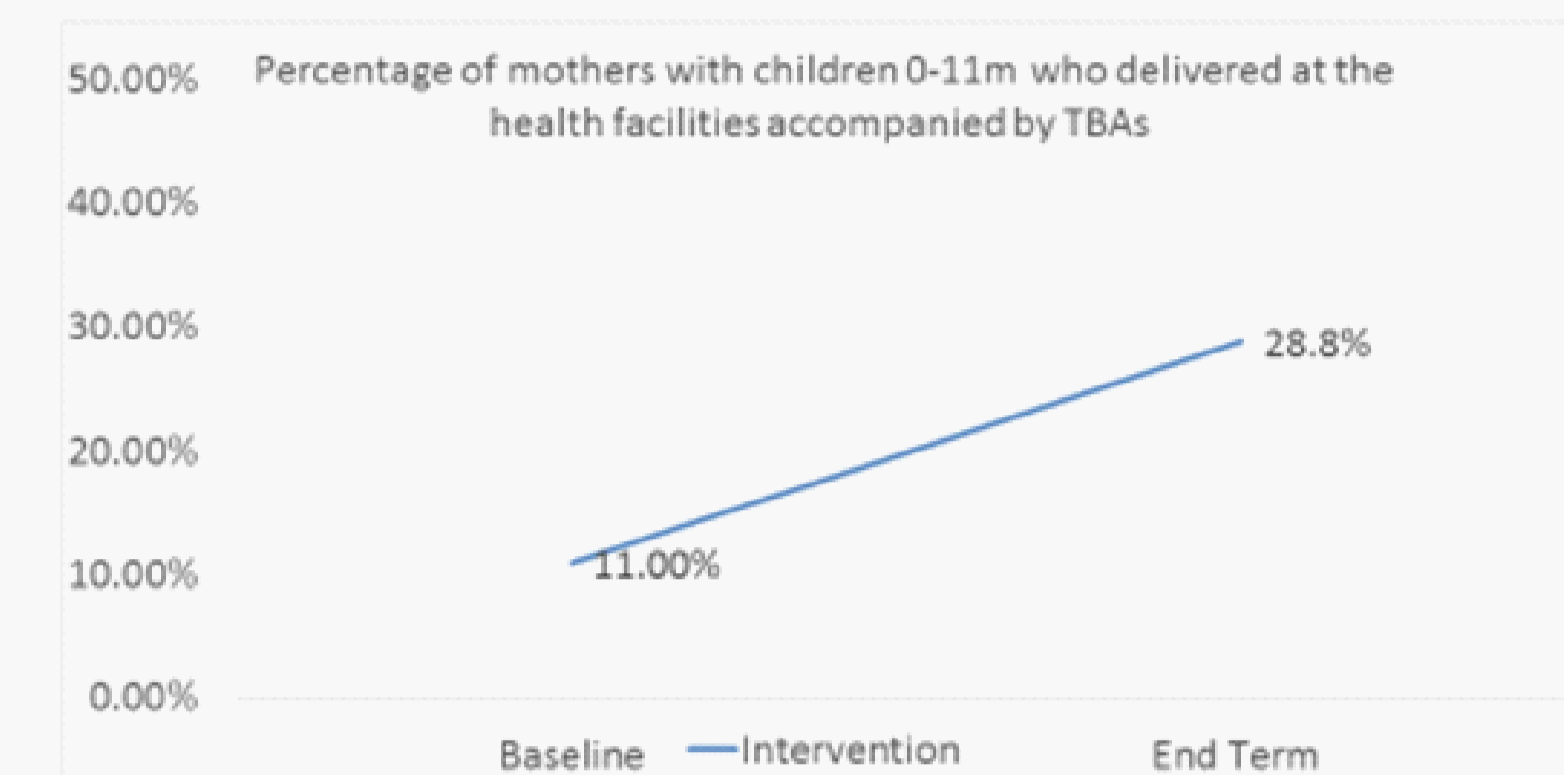 Percentage of mothers with children 0-11m who delivered at the
health facilities accompanied by TBAs
50.00%
40.00%
30.00%
20.00%
10.00%
0.00%
28.8%
11.00%
Baseline
Intervention
End Term